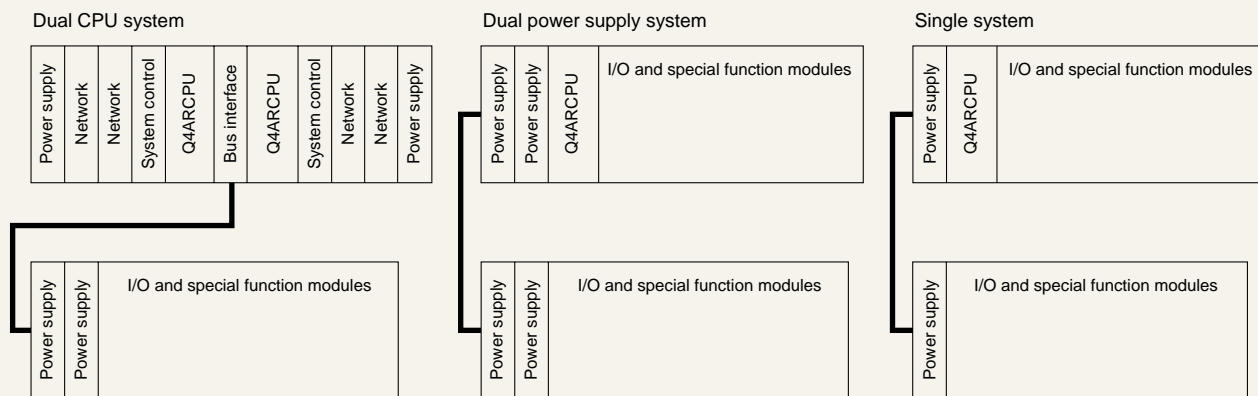 Dual CPU system
Power supply
Network
Network
System control
Q4ARCPU
Bus interface
Q4ARCPU
System control
Network
Network
Power supply
Power supply
Power supply
I/O and special function modules
Dual power supply system
Power supply
Power supply
Q4ARCPU
I/O and special function modules
Power supply
Power supply
I/O and special function modules
Single system
Power supply
Q4ARCPU
I/O and special function modules
Power supply
I/O and special function modules